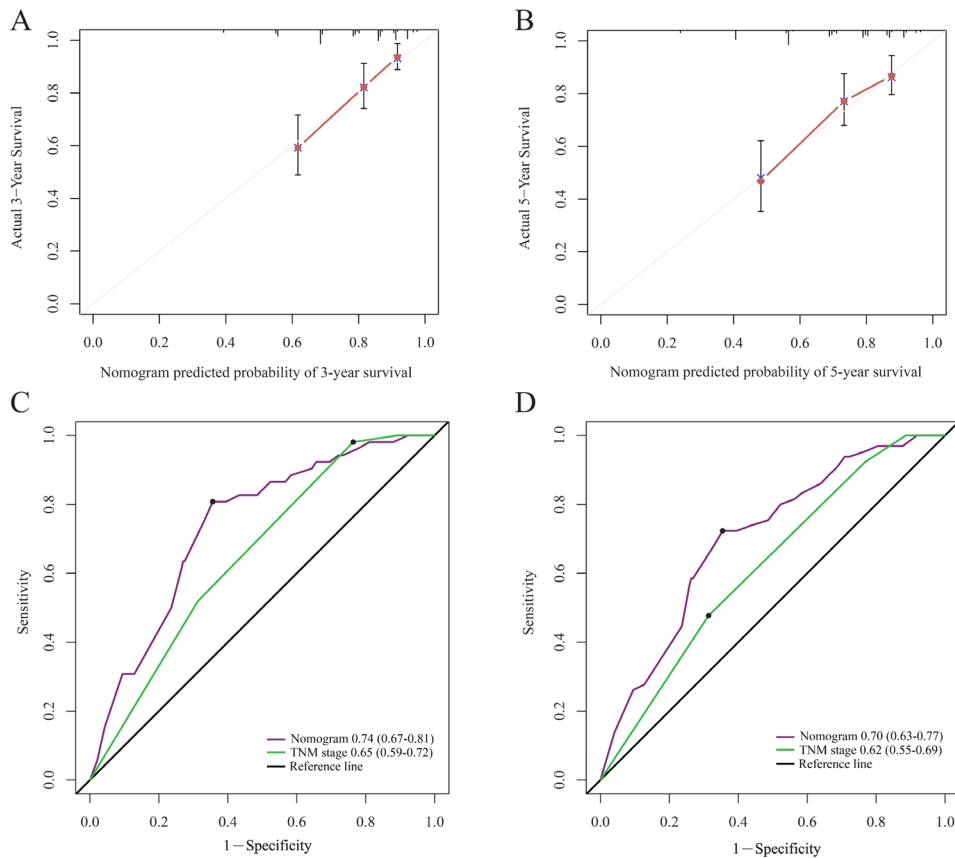 A
Actual 3−Year Survival
1.0
0.8
0.6
0.4
0.2
0.0
0.0 0.2 0.4 0.6 0.8 1.0
Nomogram predicted probability of 3-year survival
B
Actual 5−Year Survival
1.0
0.8
0.6
0.4
0.2
0.0
0.0 0.2 0.4 0.6 0.8 1.0
Nomogram predicted probability of 5-year survival
C
Sensitivity
1.0
0.8
0.6
0.4
0.2
0.0
Nomogram 0.74 (0.67-0.81)
TNM stage 0.65 (0.59-0.72)
Reference line
0.0 0.2 0.4 0.6 0.8 1.0
1−Specificity
D
Sensitivity
1.0
0.8
0.6
0.4
0.2
0.0
Nomogram 0.70 (0.63-0.77)
TNM stage 0.62 (0.55-0.69)
Reference line
0.0 0.2 0.4 0.6 0.8 1.0
1−Specificity